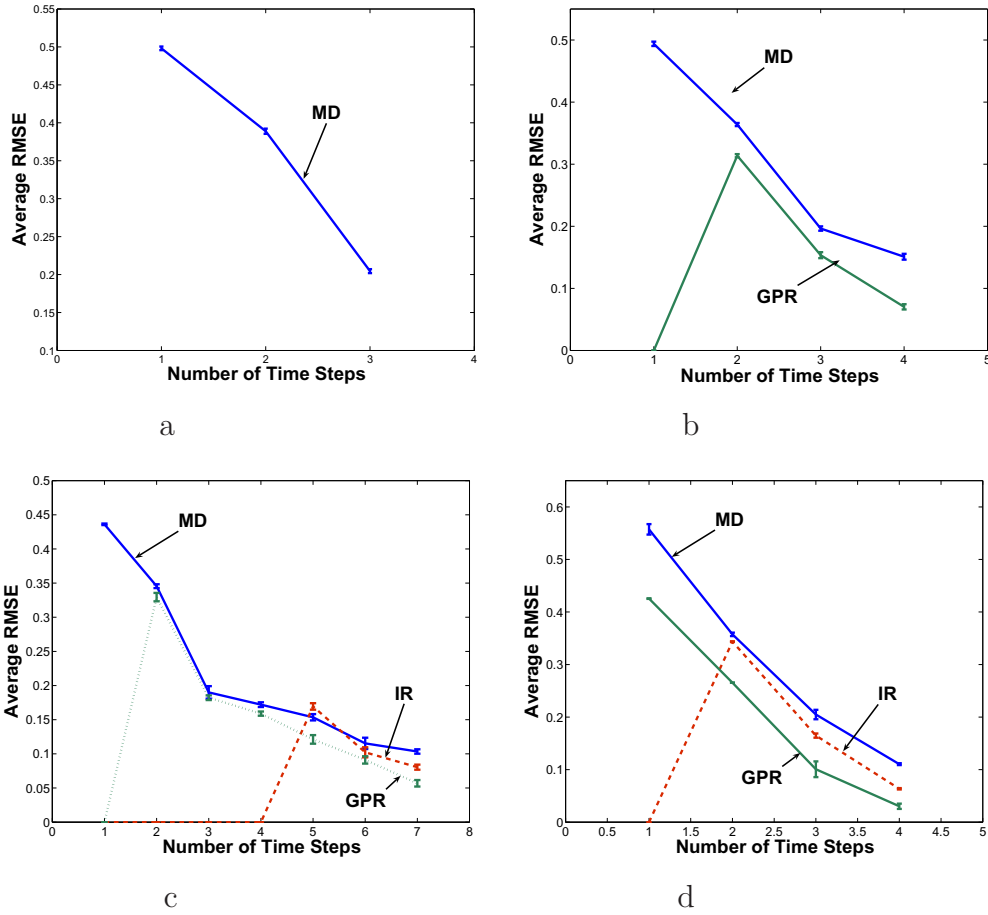 0.55
0.5
0.45
0.4
0.35
0.3
0.25
0.2
0.15
0.1
Average RMSE
MD
0 1 2 3 4
Number of Time Steps
a
0.5
0.4
0.3
0.2
0.1
0
Average RMSE
MD
GPR
0 1 2 3 4 5
Number of Time Steps
b
0.5
0.45
0.4
0.35
0.3
0.25
0.2
0.15
0.1
0.05
0
Average RMSE
MD
IR
GPR
0 1 2 3 4 5 6 7 8
Number of Time Steps
c
0.6
0.5
0.4
0.3
0.2
0.1
0
Average RMSE
MD
IR
GPR
0 0.5 1 1.5 2 2.5 3 3.5 4 4.5 5
Number of Time Steps
d